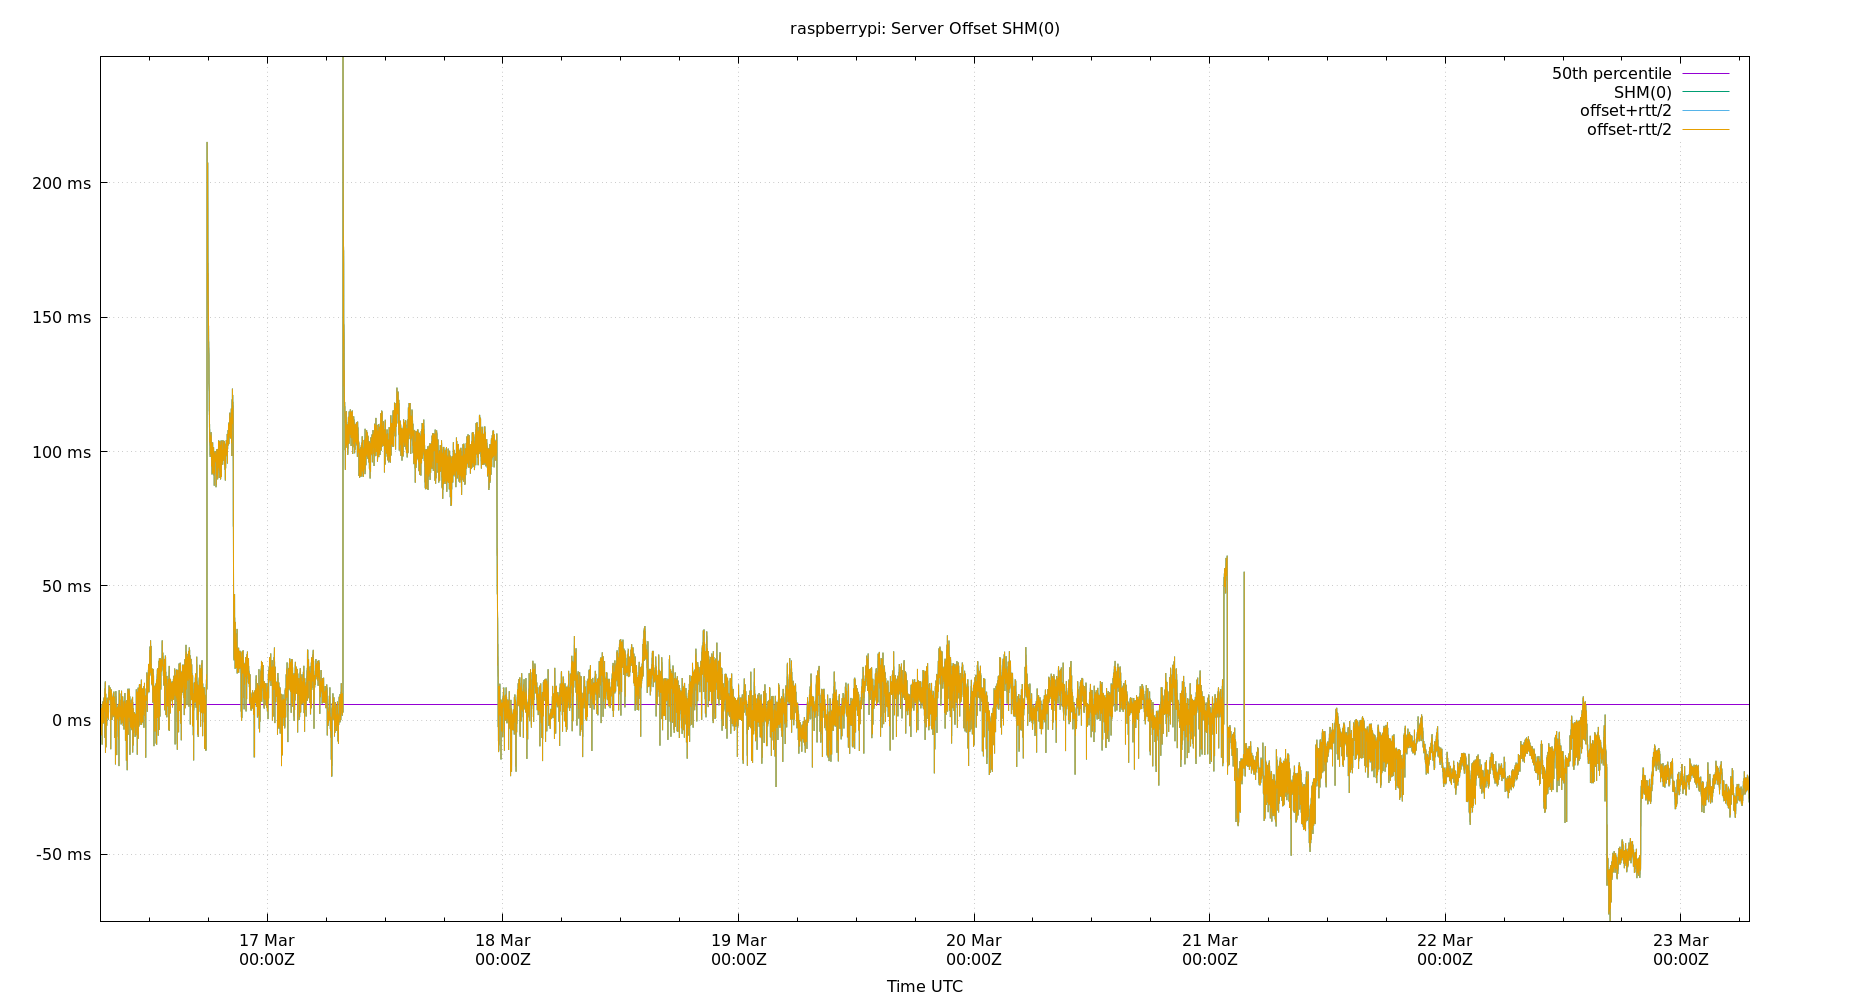 raspberrypi: Server Offset SHM(0)
50th percentile
SHM(0)
offset+rtt/2
offset-rtt/2
200 ms
150 ms
100 ms
50 ms
0 ms
-50 ms
17 Mar 18 Mar 19 Mar 20 Mar 21 Mar 22 Mar 23 Mar
00:00Z 00:00Z 00:00Z 00:00Z 00:00Z 00:00Z 00:00Z
Time UTC